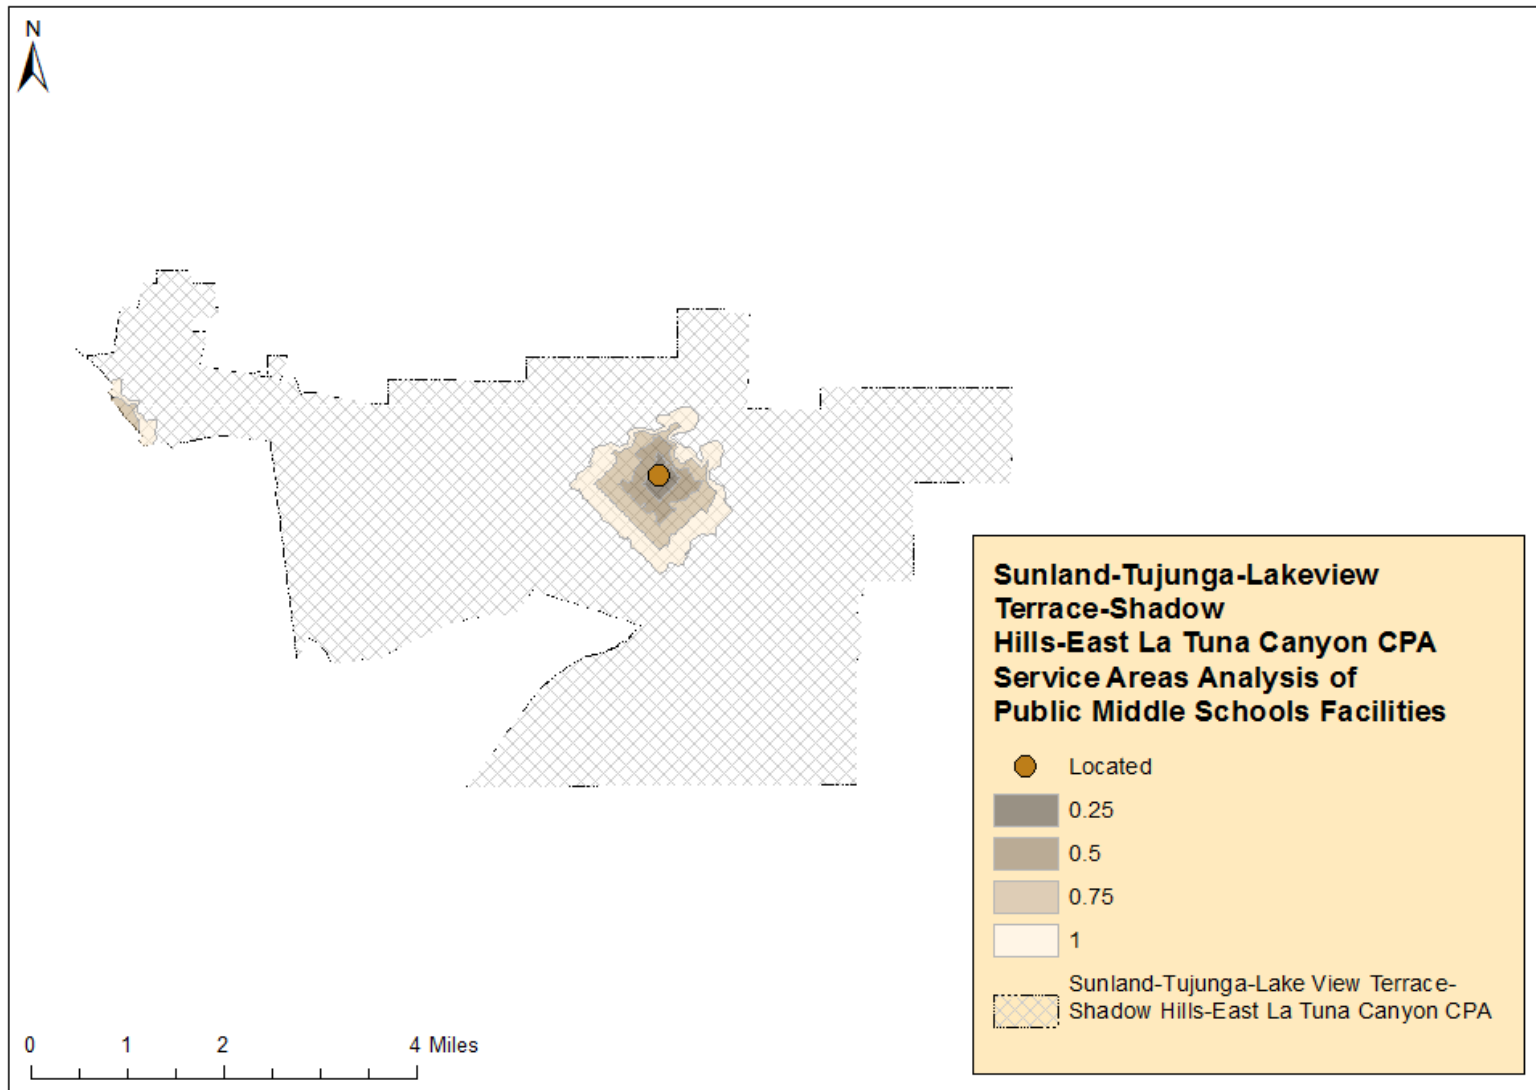 N
Sunland-Tujunga-Lakeview
Terrace-Shadow
Hills-East La Tuna Canyon CPA
Service Areas Analysis of
Public Middle Schools Facilities
Located
0.25
0.5
0.75
1
Sunland-Tujunga-Lake View Terrace-
Shadow Hills-East La Tuna Canyon CPA
0 1 2 4 Miles